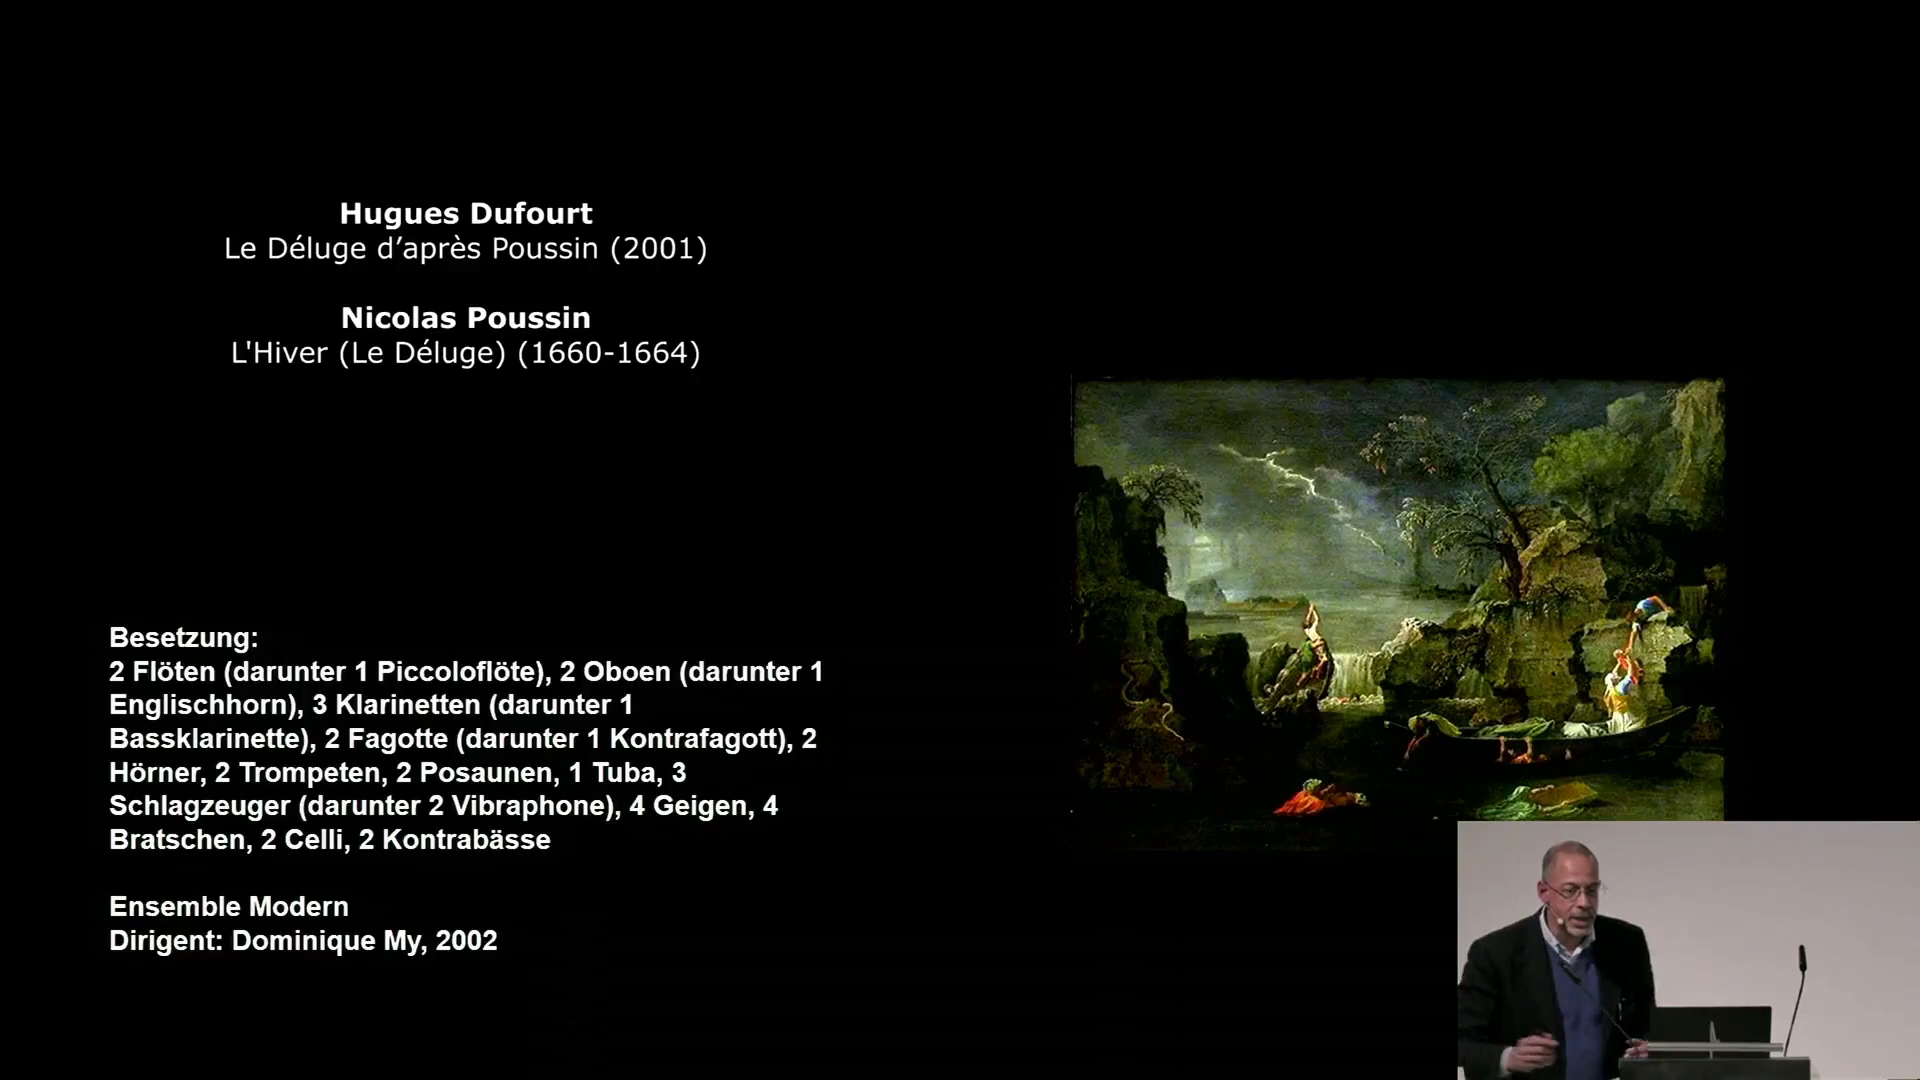 Hugues Dufourt
Le Déluge d’après Poussin (2001)
Nicolas Poussin
L'Hiver (Le Déluge) (1660-1664)
Besetzung:
2 Flöten (darunter 1 Piccoloflöte), 2 Oboen (darunter 1
Englischhorn), 3 Klarinetten (darunter 1
Bassklarinette), 2 Fagotte (darunter 1 Kontrafagott), 2
Hörner, 2 Trompeten, 2 Posaunen, 1 Tuba, 3
Schlagzeuger (darunter 2 Vibraphone), 4 Geigen, 4
Bratschen, 2 Celli, 2 Kontrabässe
Ensemble Modern
Dirigent: Dominique My, 2002